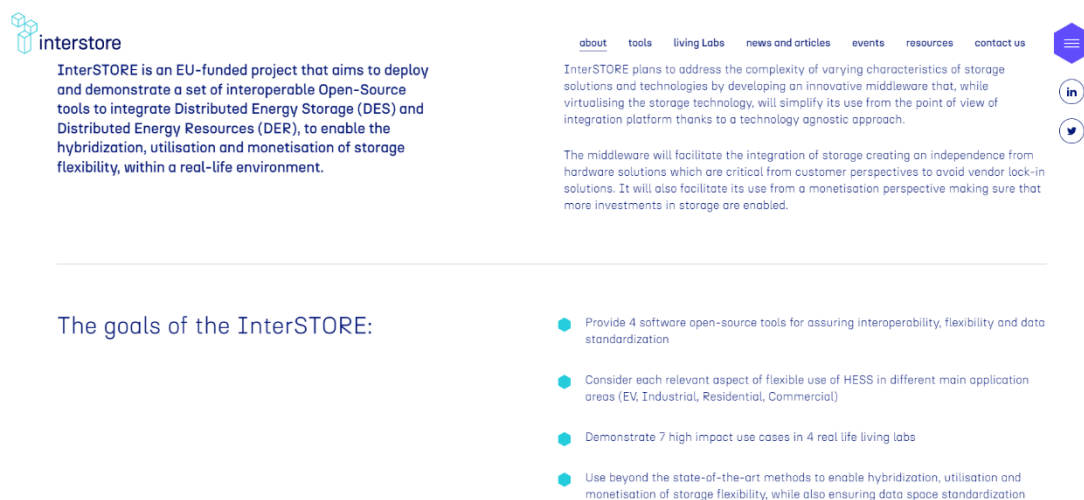 interstore
about tools living Labs news and articles events resources contact us
InterSTORE is an EU-funded project that aims to deploy
and demonstrate a set of interoperable Open-Source
tools to integrate Distributed Energy Storage (DES) and
Distributed Energy Resources (DER), to enable the
hybridization, utilisation and monetisation of storage
flexibility, within a real-life environment.
InterSTORE plans to address the complexity of varying characteristics of storage
solutions and technologies by developing an innovative middleware that, while
virtualising the storage technology, will simplify its use from the point of view of
integration platform thanks to a technology agnostic approach.
The middleware will facilitate the integration of storage creating an independence from
hardware solutions which are critical from customer perspectives to avoid vendor lock-in
solutions. It will also facilitate its use from a monetisation perspective making sure that
more investments in storage are enabled.
in
The goals of the InterSTORE:
Provide 4 software open-source tools for assuring interoperability, flexibility and data
standardization
Consider each relevant aspect of flexible use of HESS in different main application
areas (EV, Industrial, Residential, Commercial)
Demonstrate 7 high impact use cases in 4 real life living labs
Use beyond the state-of-the-art methods to enable hybridization, utilisation and
monetisation of storage flexibility, while also ensuring data space standardization